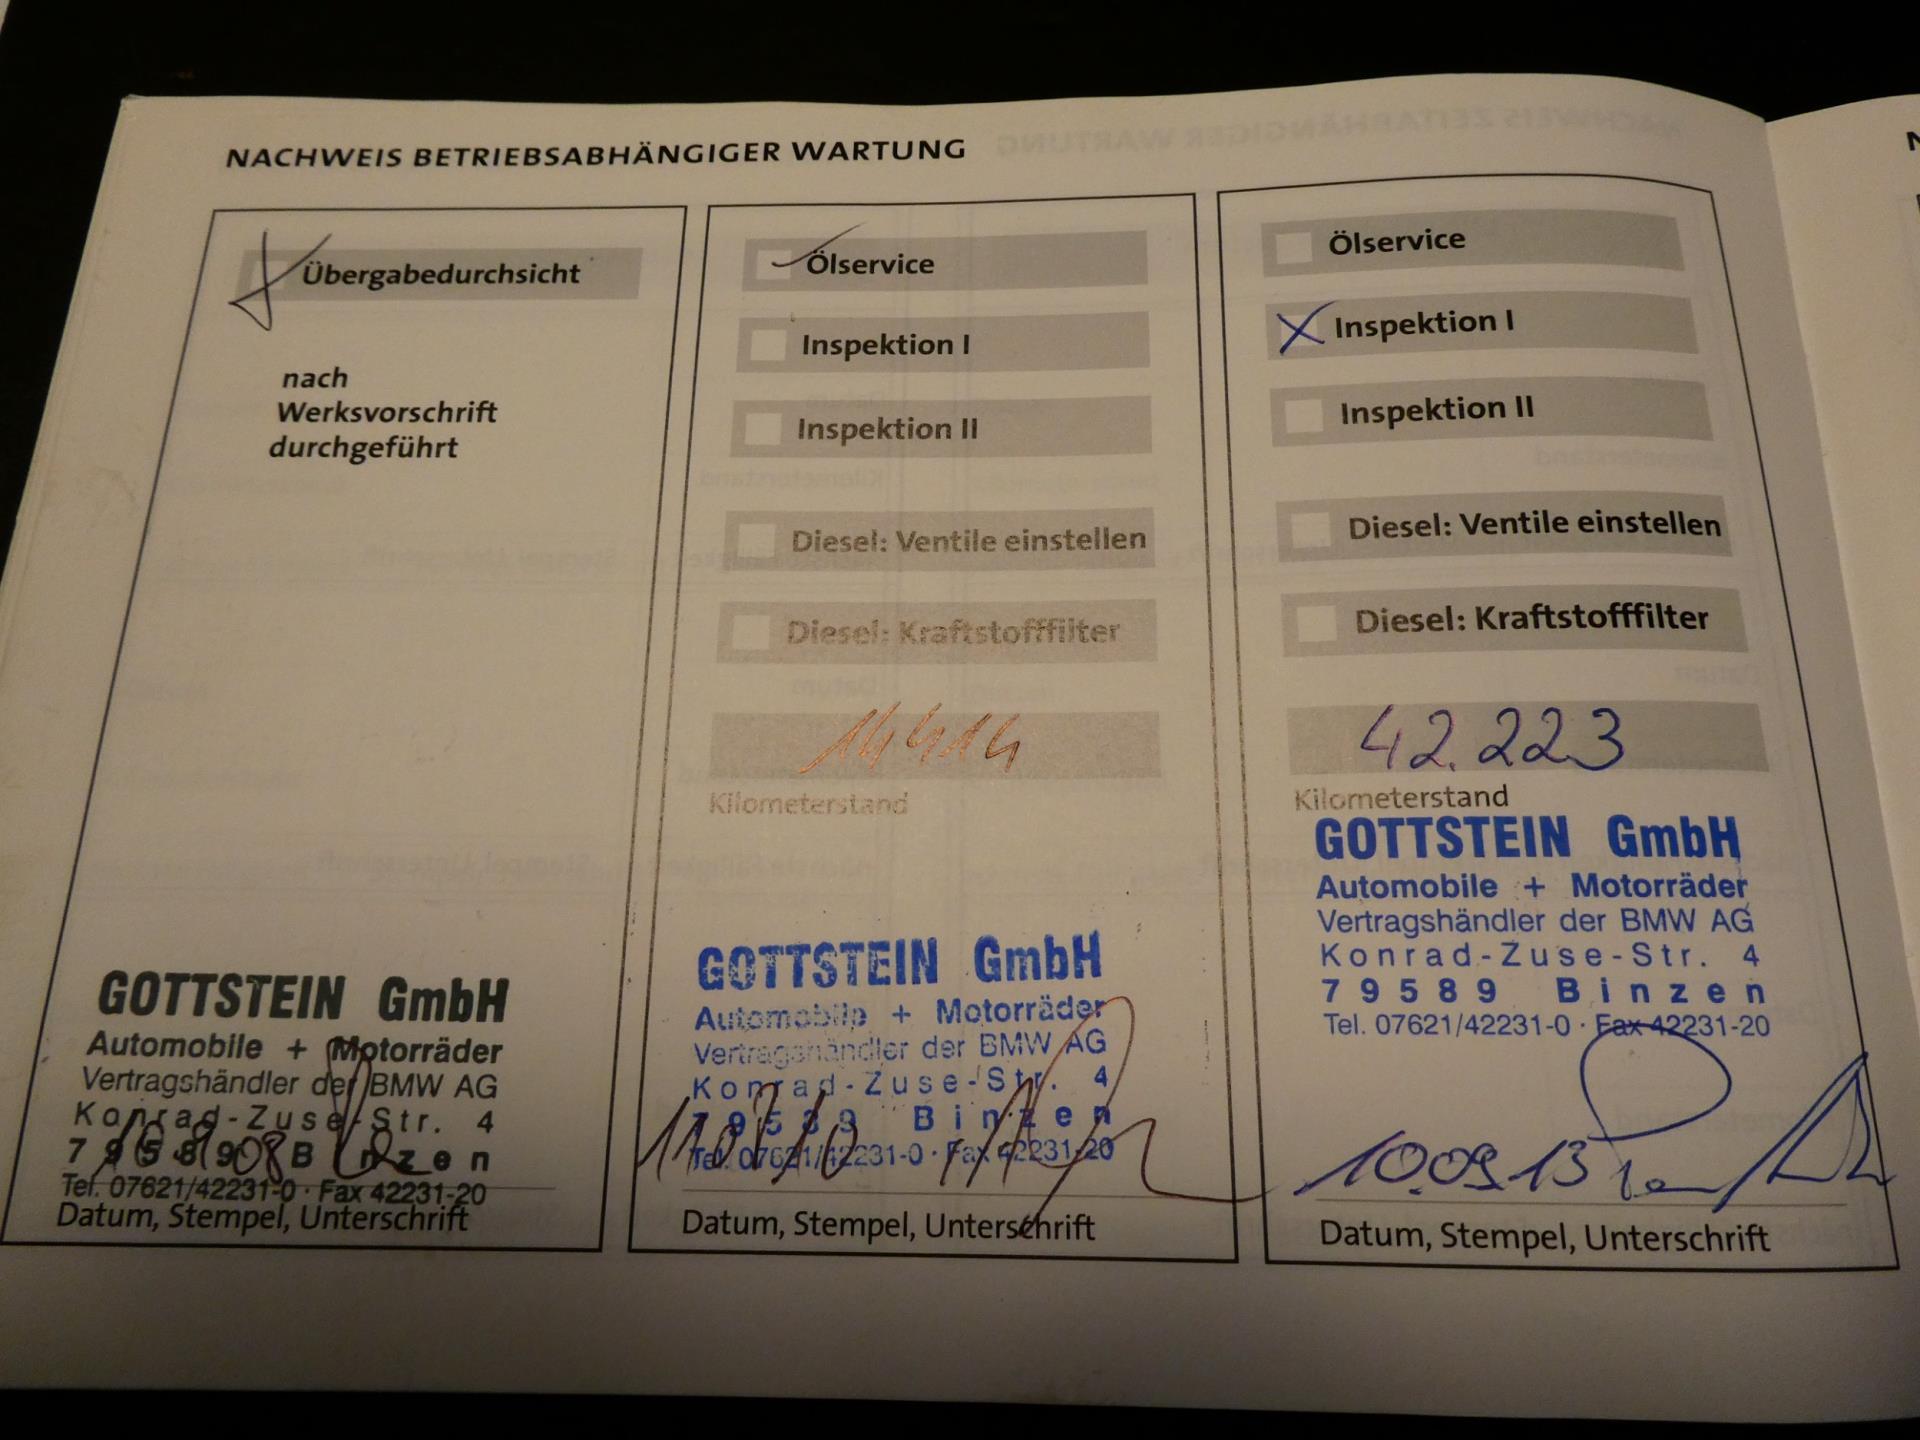 NACHWEIS BETRIEBSABHÄNGIGER WARTUNG
Übergabedurchsicht
nach
Werksvorschrift
durchgeführt
GOTTSTEIN GmbH
Automobile + Motorräder
Vertragshändler der BMW AG
Konrad-Zuse-Str. 4
79589 Binzen
Tel. 07621/42231-0 · Fax 42231-20
Datum, Stempel, Unterschrift
Ölservice
Inspektion I
Inspektion II
Diesel: Ventile einstellen
Diesel: Kraftstofffilter
Kilometerstand
GOTTSTEIN GmbH
Automobile + Motorräder
Vertragshändler der BMW AG
Konrad-Zuse-Str. 4
79589 Binzen
Tel. 07621/42231-0 · Fax 42231-20
Datum, Stempel, Unterschrift
Ölservice
Inspektion I
Inspektion II
Diesel: Ventile einstellen
Diesel: Kraftstofffilter
42.223
Kilometerstand
GOTTSTEIN GmbH
Automobile + Motorräder
Vertragshändler der BMW AG
Konrad-Zuse-Str. 4
79589 Binzen
Tel. 07621/42231-0 · Fax 42231-20
10.09.13
Datum, Stempel, Unterschrift